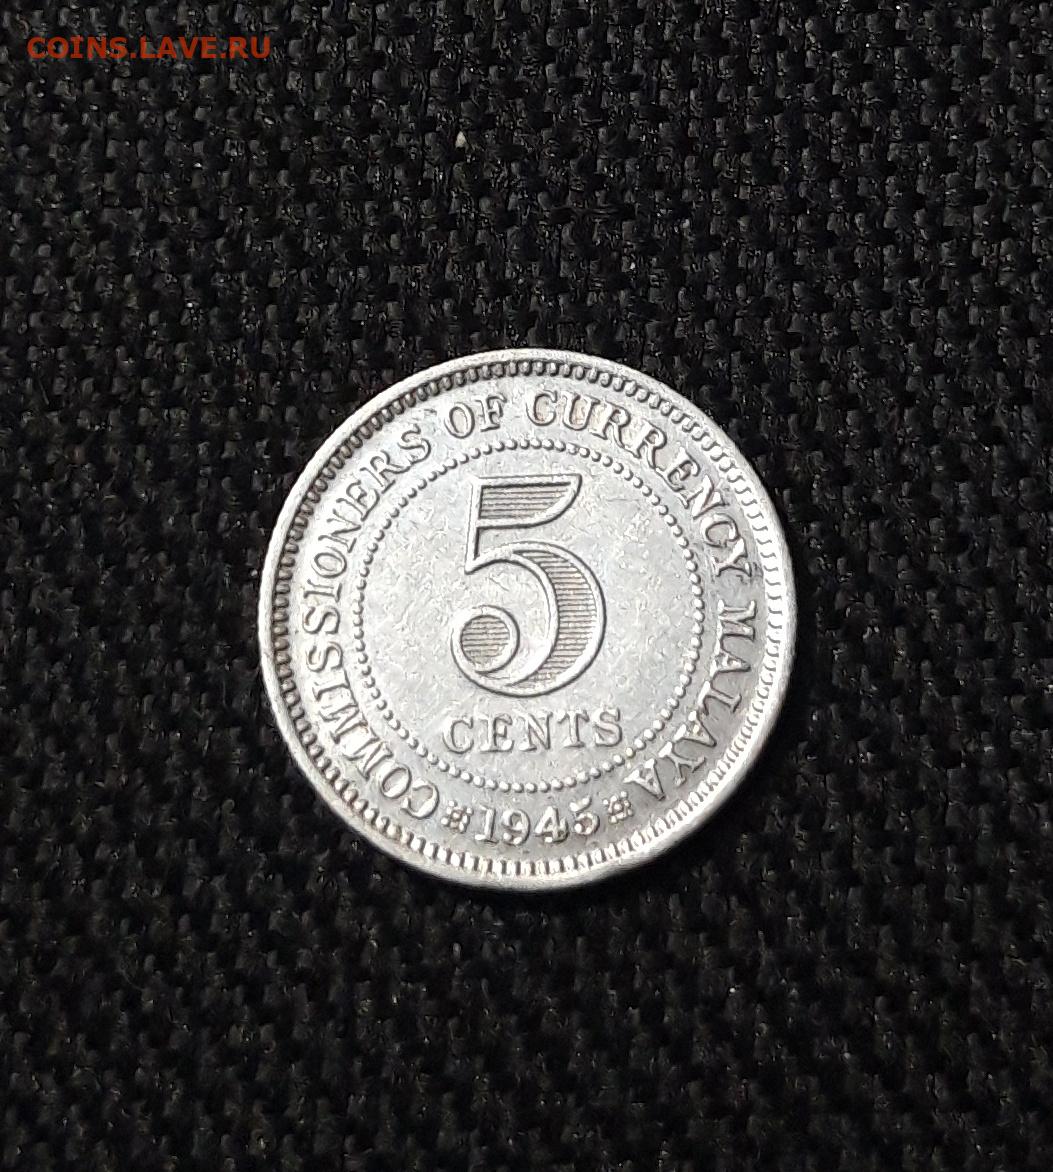 COINS.LAVE.RU
COMMISSIONERS OF CURRENCY MALAYA
5
CENTS
1945